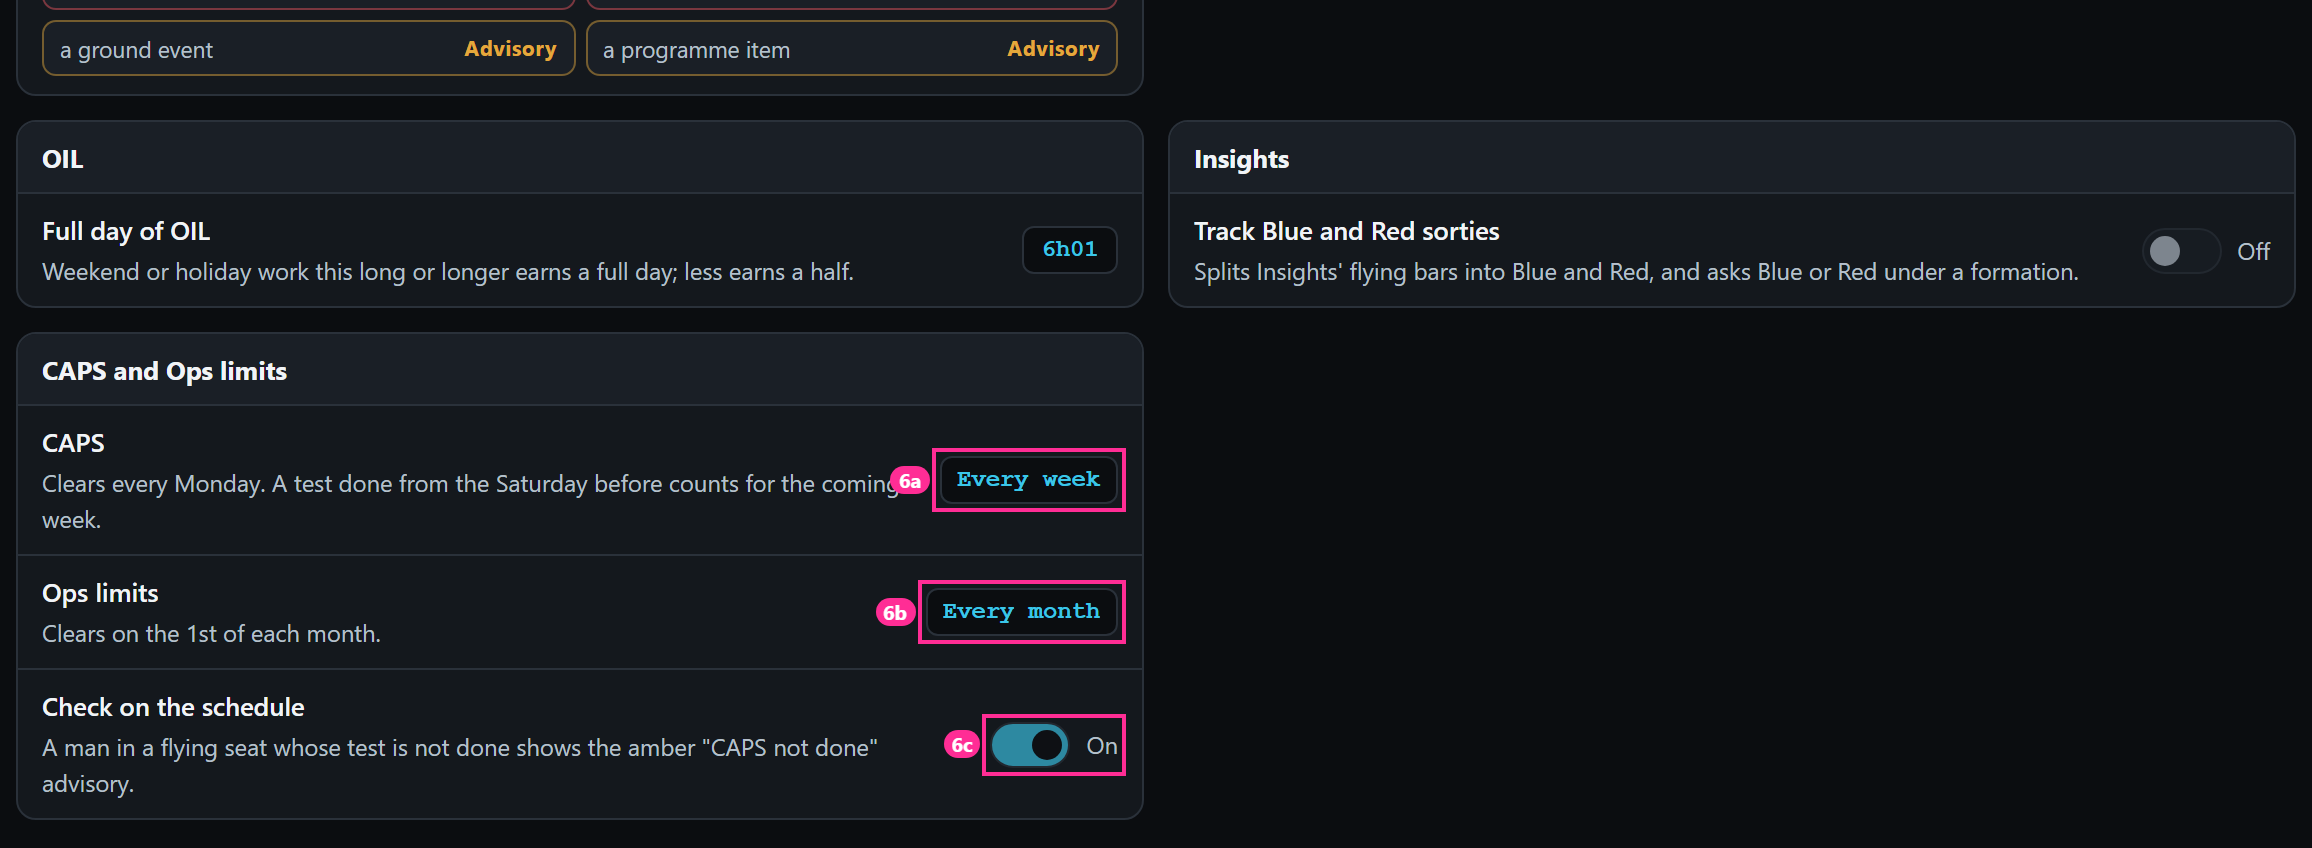 a ground event Advisory
a programme item Advisory
OIL
Full day of OIL
Weekend or holiday work this long or longer earns a full day; less earns a half.
6h01
Insights
Track Blue and Red sorties
Splits Insights' flying bars into Blue and Red, and asks Blue or Red under a formation.
Off
CAPS and Ops limits
CAPS
Clears every Monday. A test done from the Saturday before counts for the coming
week.
6a
Every week
Ops limits
Clears on the 1st of each month.
6b
Every month
Check on the schedule
A man in a flying seat whose test is not done shows the amber "CAPS not done"
advisory.
6c
On